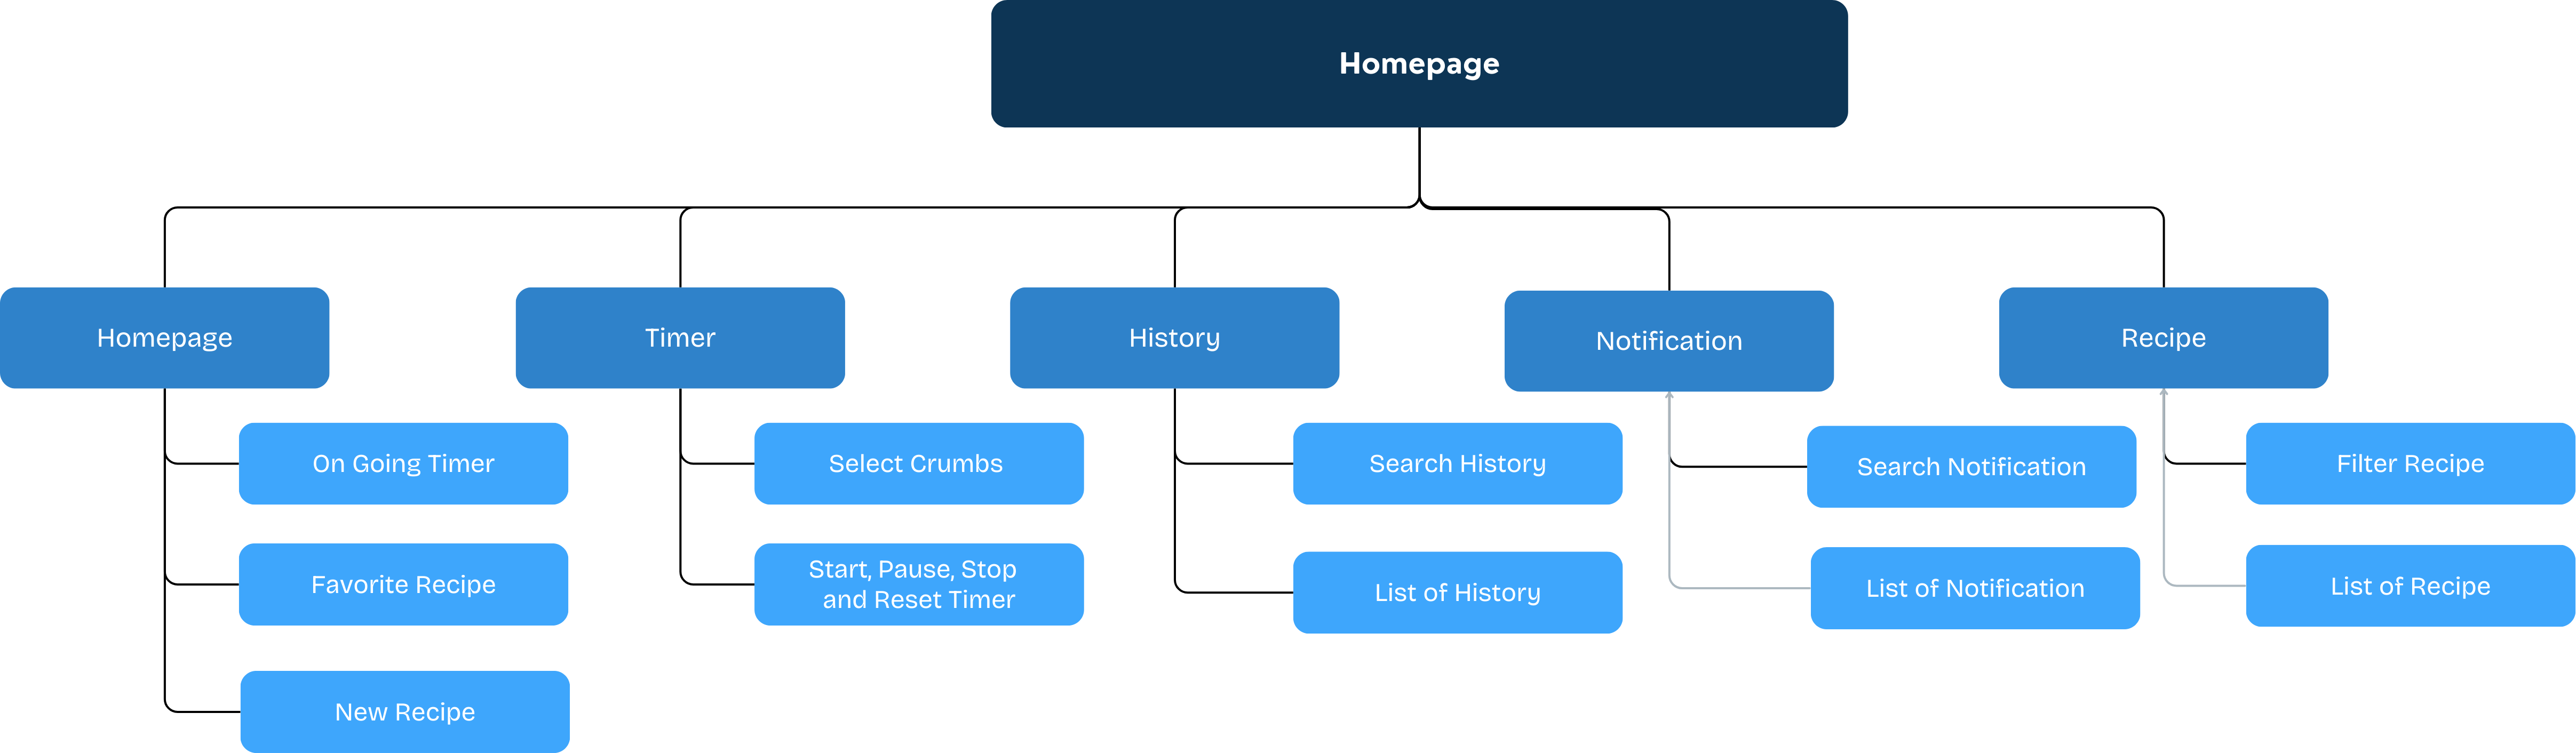 Homepage
Homepage
Timer
History
Notification
Recipe
On Going Timer
Select Crumbs
Search History
Search Notification
Filter Recipe
Favorite Recipe
Start, Pause, Stop
and Reset Timer
List of History
List of Notification
List of Recipe
New Recipe